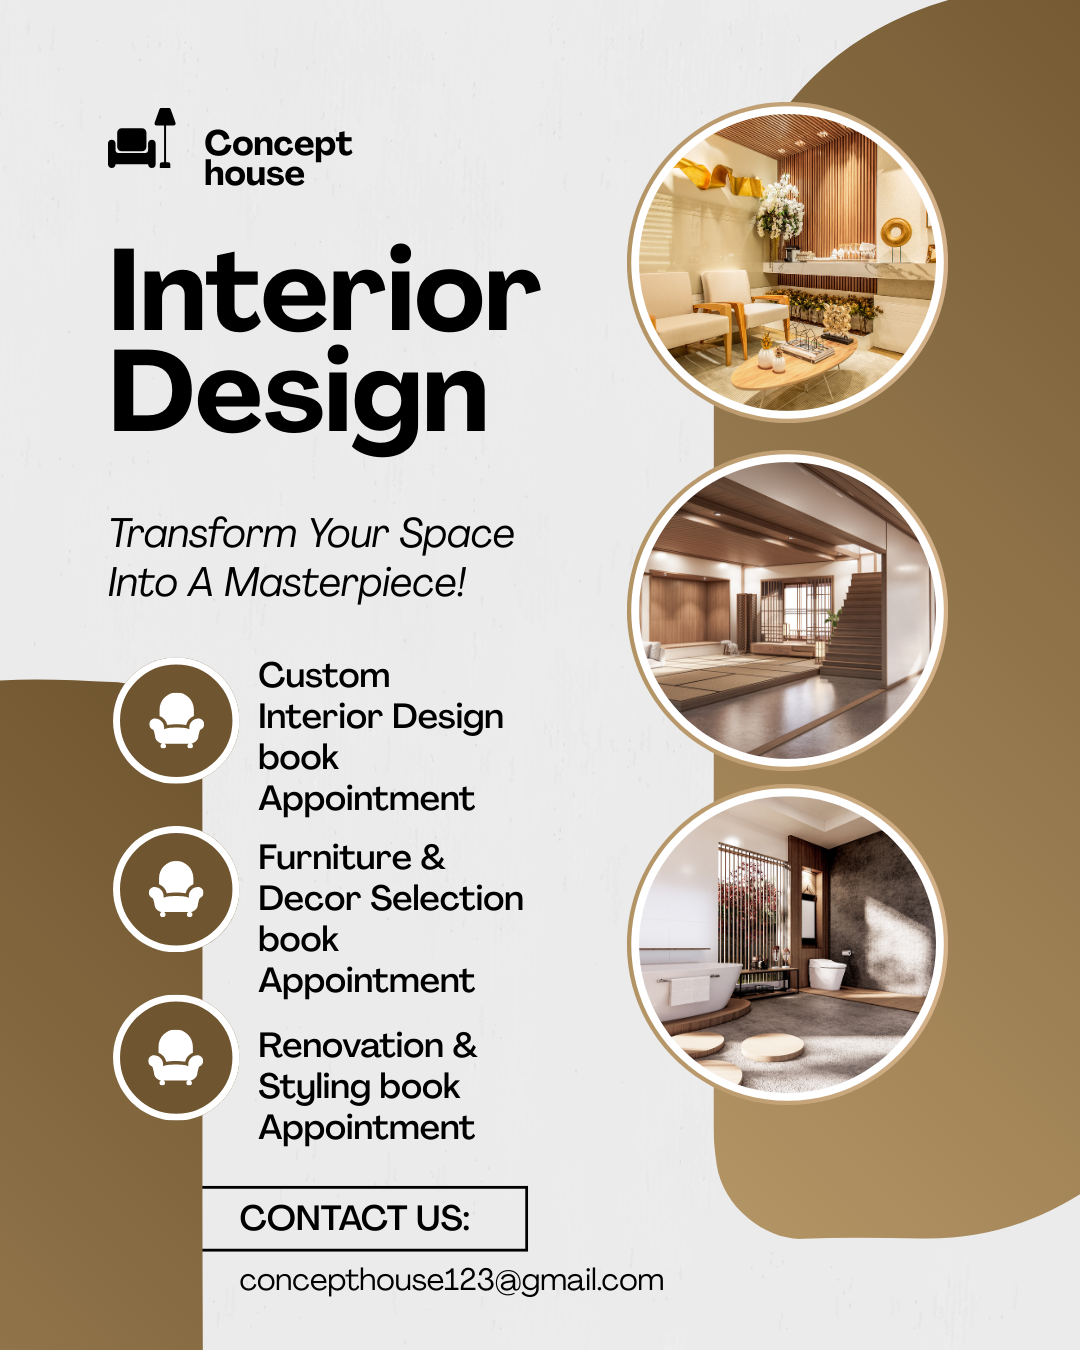 Concept
house
Interior
Design
Transform Your Space
Into A Masterpiece!
Custom
Interior Design
book
Appointment
Furniture &
Decor Selection
book
Appointment
Renovation &
Styling book
Appointment
CONTACT US:
concepthouse123@gmail.com